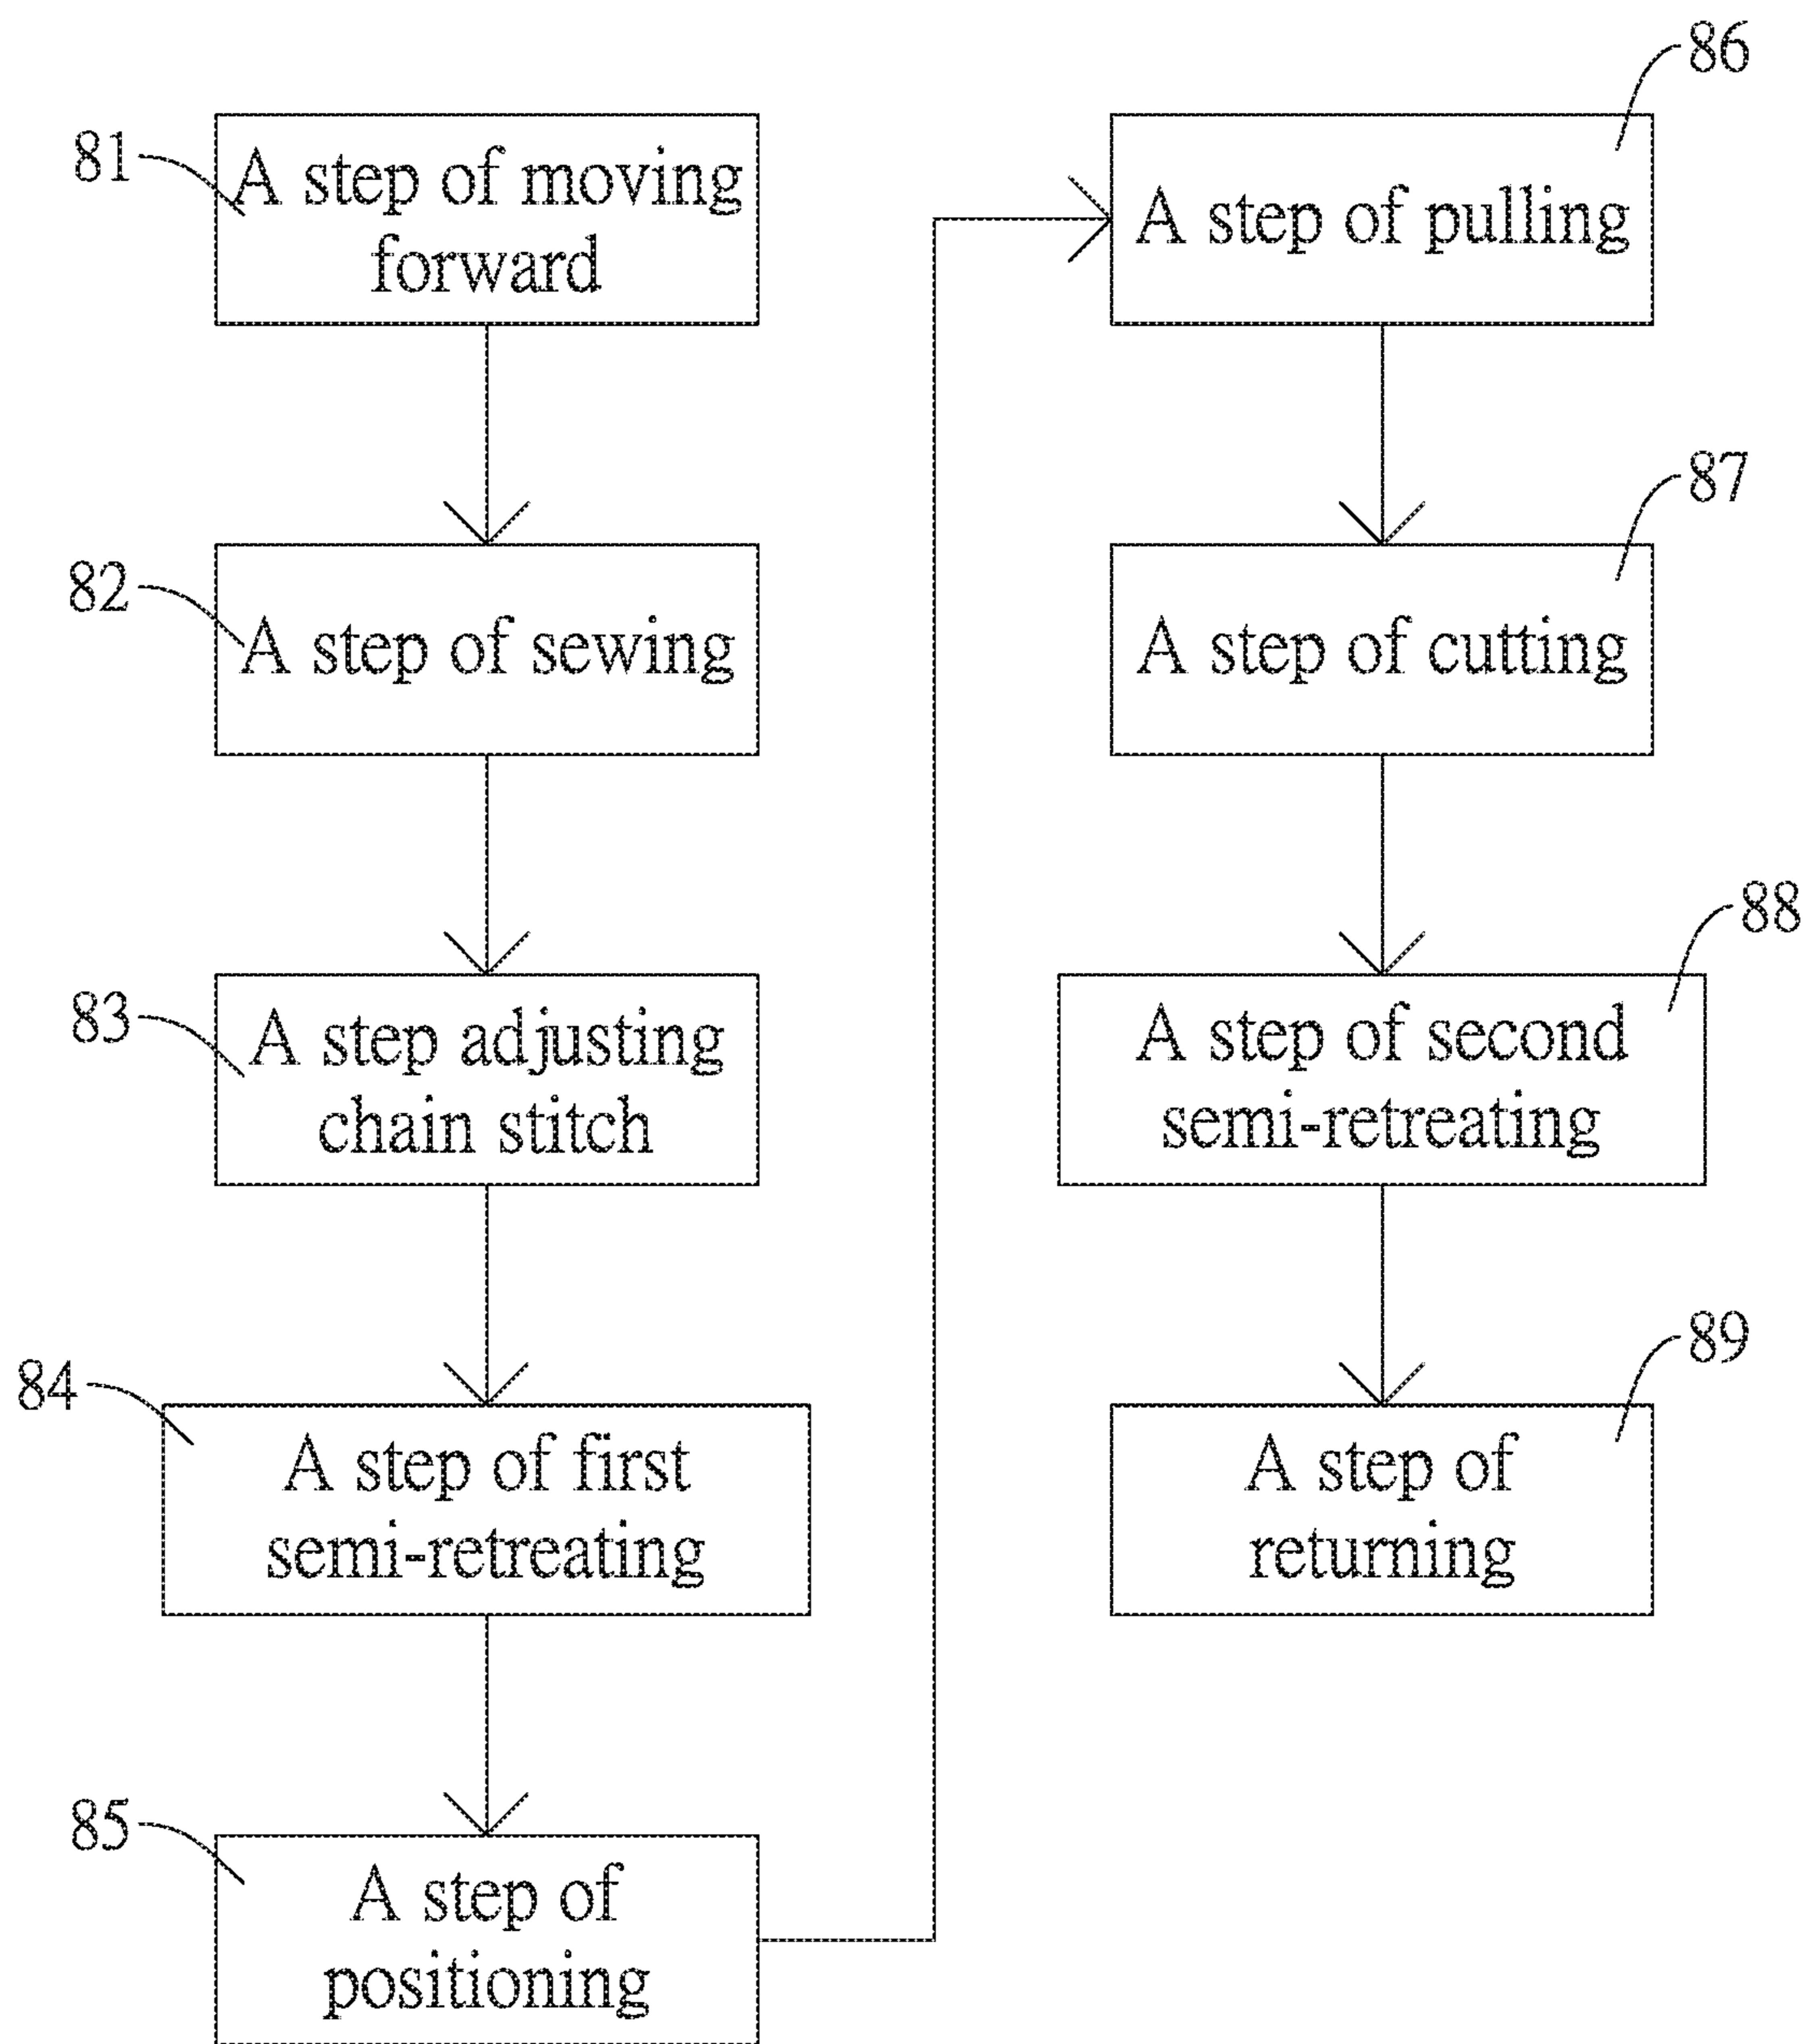 81
A step of moving
forward
82
A step of sewing
83
A step adjusting
chain stitch
84
A step of first
semi-retreating
85
A step of
positioning
86
A step of pulling
87
A step of cutting
88
A step of second
semi-retreating
89
A step of
returning